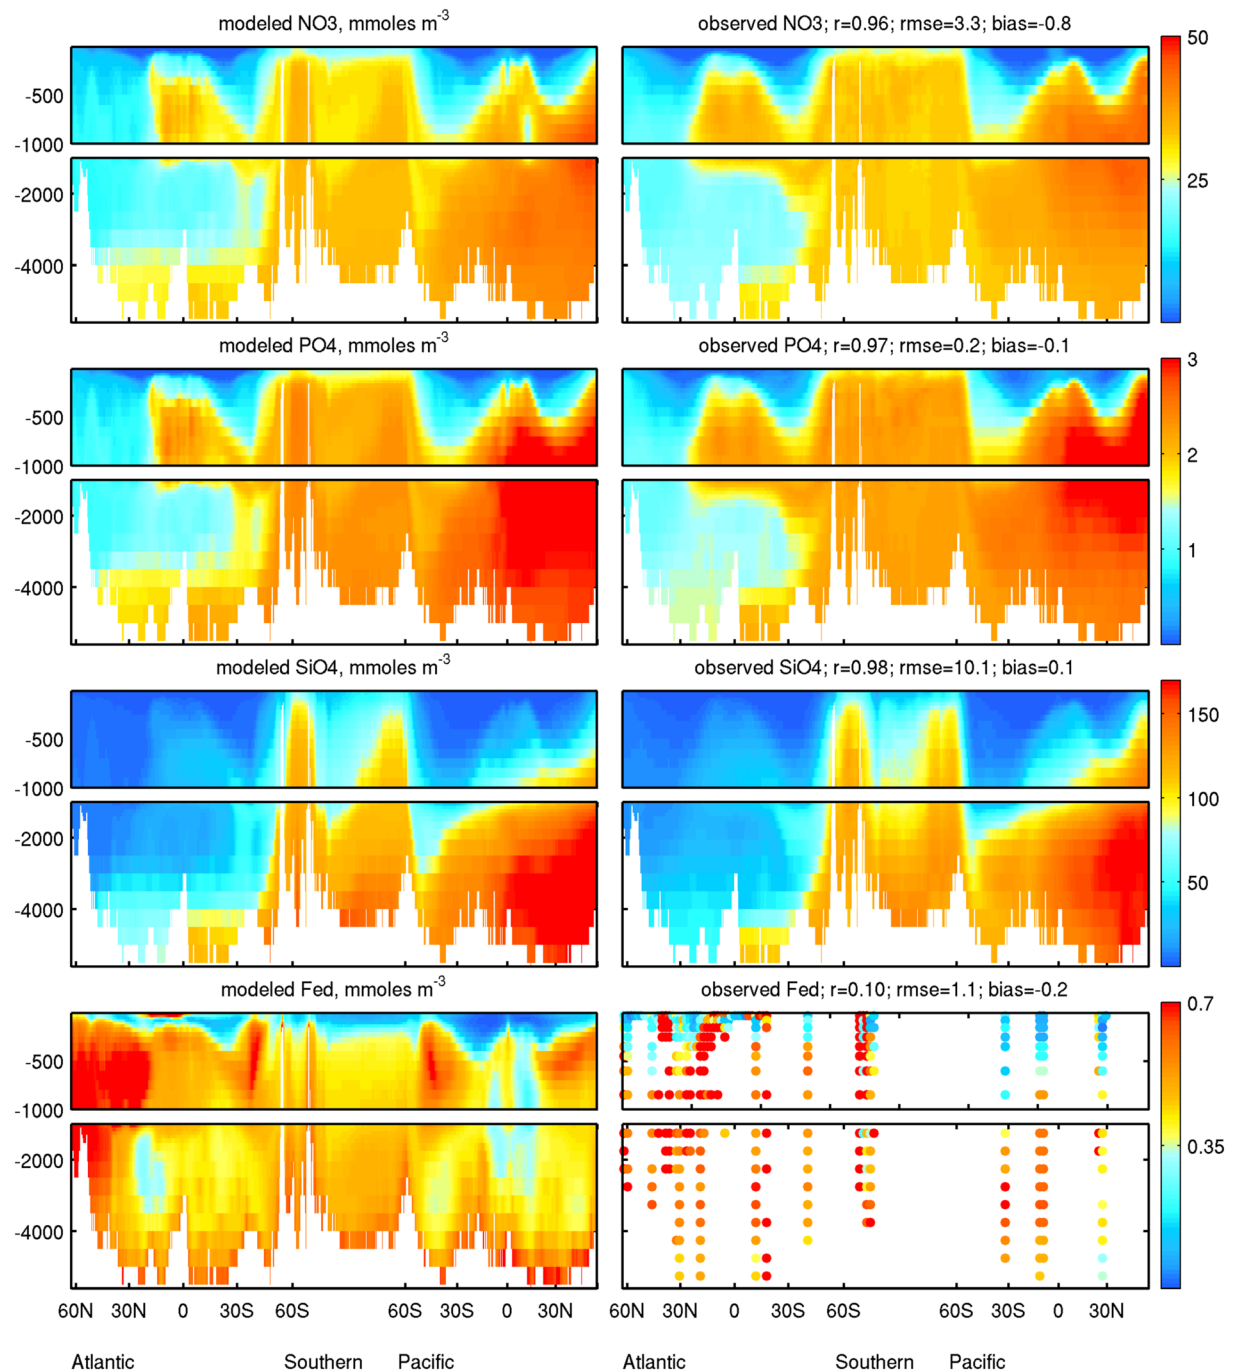 modeled NO3, mmoles m-3
observed NO3; r=0.96; rmse=3.3; bias=-0.8
-500
-1000
-2000
-4000
50
25
modeled PO4, mmoles m-3
observed PO4; r=0.97; rmse=0.2; bias=-0.1
-500
-1000
-2000
-4000
3
2
1
modeled SiO4, mmoles m-3
observed SiO4; r=0.98; rmse=10.1; bias=0.1
-500
-1000
-2000
-4000
150
100
50
modeled Fed, mmoles m-3
observed Fed; r=0.10; rmse=1.1; bias=-0.2
-500
-1000
-2000
-4000
0.7
0.35
60N 30N 0 30S 60S 60S 30S 0 30N
60N 30N 0 30S 60S 60S 30S 0 30N
Atlantic Southern Pacific
Atlantic Southern Pacific